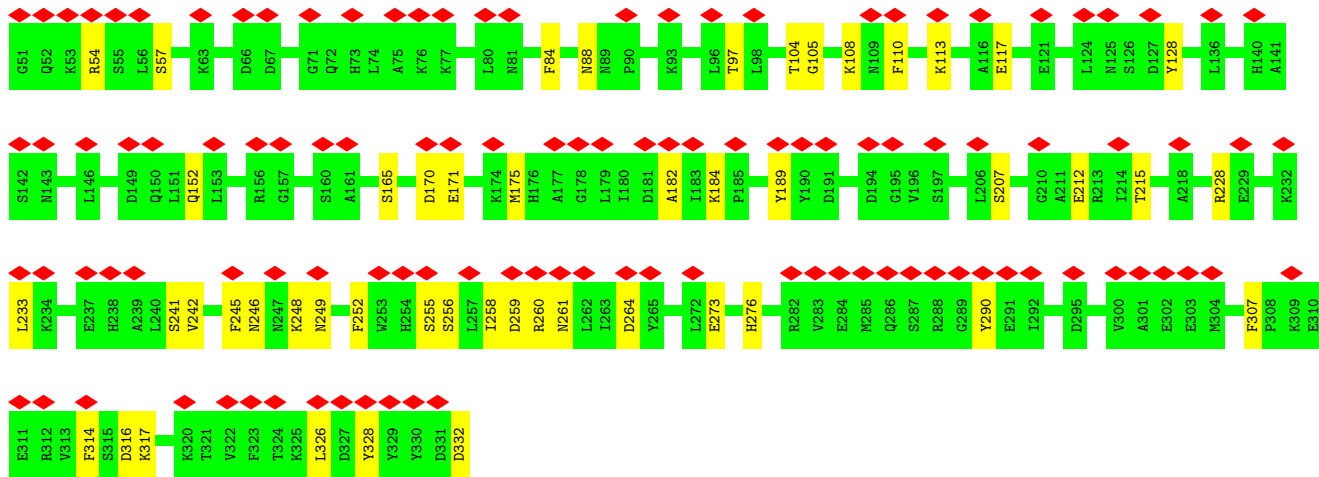 G51 Q52 K53 R54 S55 L56 S57 K63 D66 D67 G71 Q72 H73 L74 A75 K76 K77 L80 N81 F84 N88 N89 P90 K93 L96 T97 L98 T104 G105 K108 N109 F110 K113 A116 E117 E121 L124 N125 S126 D127 Y128 L136 H140 A141
S142 N143 L146 D149 Q150 L151 Q152 L153 R156 G157 S160 A161 S165 D170 E171 K174 M175 H176 A177 G178 L179 I180 D181 A182 I183 K184 P185 Y189 Y190 D191 D194 G195 V196 S197 L206 S207 G210 A211 E212 R213 I214 T215 A218 R228 E229 K232
L233 K234 E237 H238 A239 L240 S241 V242 F245 N246 N247 K248 N249 F252 W253 H254 S255 S256 L257 I258 D259 R260 N261 L262 I263 D264 Y265 L272 E273 H276 R282 V283 E284 M285 Q286 S287 R288 G289 Y290 E291 I292 D295 V300 A301 E302 E303 M304 F307 P308 K309 E310
E311 R312 V313 F314 S315 D316 K317 K320 T321 V322 F323 T324 K325 L326 D327 Y328 Y329 Y330 D331 D332